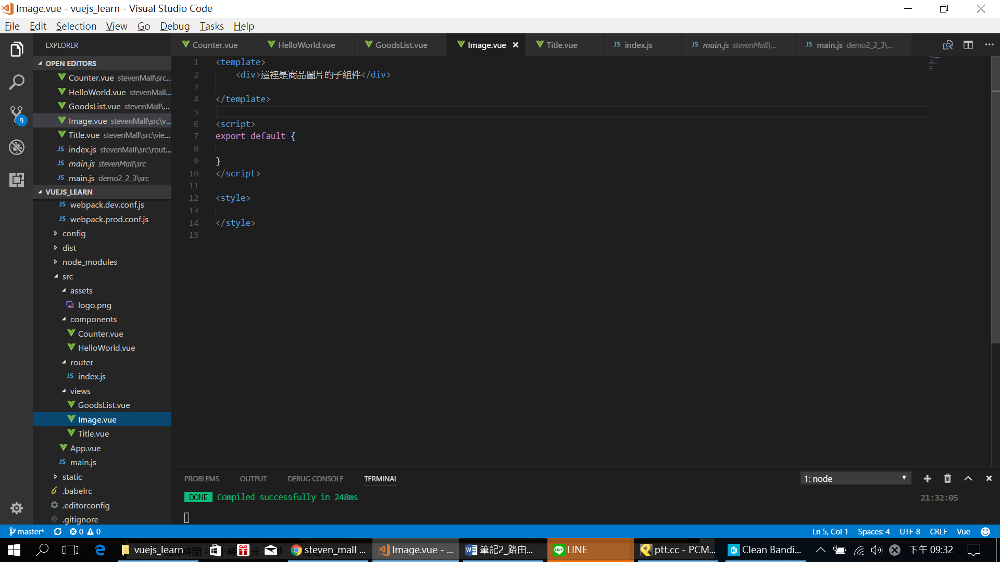 Image.vue - vuejs_learn - Visual Studio Code
File Edit Selection View Go Debug Tasks Help
EXPLORER
OPEN EDITORS
Counter.vue stevenMall\src...
HelloWorld.vue stevenMall...
GoodsList.vue stevenMall\...
Image.vue stevenMall\src\v...
Title.vue stevenMall\src\vie...
index.js stevenMall\src\rout...
main.js stevenMall\src
main.js demo2_2_3\src
VUEJS_LEARN
webpack.dev.conf.js
webpack.prod.conf.js
config
dist
node_modules
src
assets
logo.png
components
Counter.vue
HelloWorld.vue
router
index.js
views
GoodsList.vue
Image.vue
Title.vue
App.vue
main.js
static
.babelrc
.editorconfig
.gitignore
Counter.vue HelloWorld.vue GoodsList.vue Image.vue Title.vue index.js main.js stevenMall\... main.js demo2_2_3\...
1 <template>
2 <div>這裡是商品圖片的子組件</div>
3
4 </template>
5
6 <script>
7 export default {
8
9 }
10 </script>
11
12 <style>
13
14 </style>
15
PROBLEMS OUTPUT DEBUG CONSOLE TERMINAL 1: node
DONE Compiled successfully in 248ms 21:32:05
9
master* 0 0 Ln 5, Col 1 Spaces: 4 UTF-8 CRLF Vue
vuejs_learn steven_mall ... Image.vue - ... 筆記2_路由... LINE ptt.cc - PCM... Clean Bandi... 下午 09:32